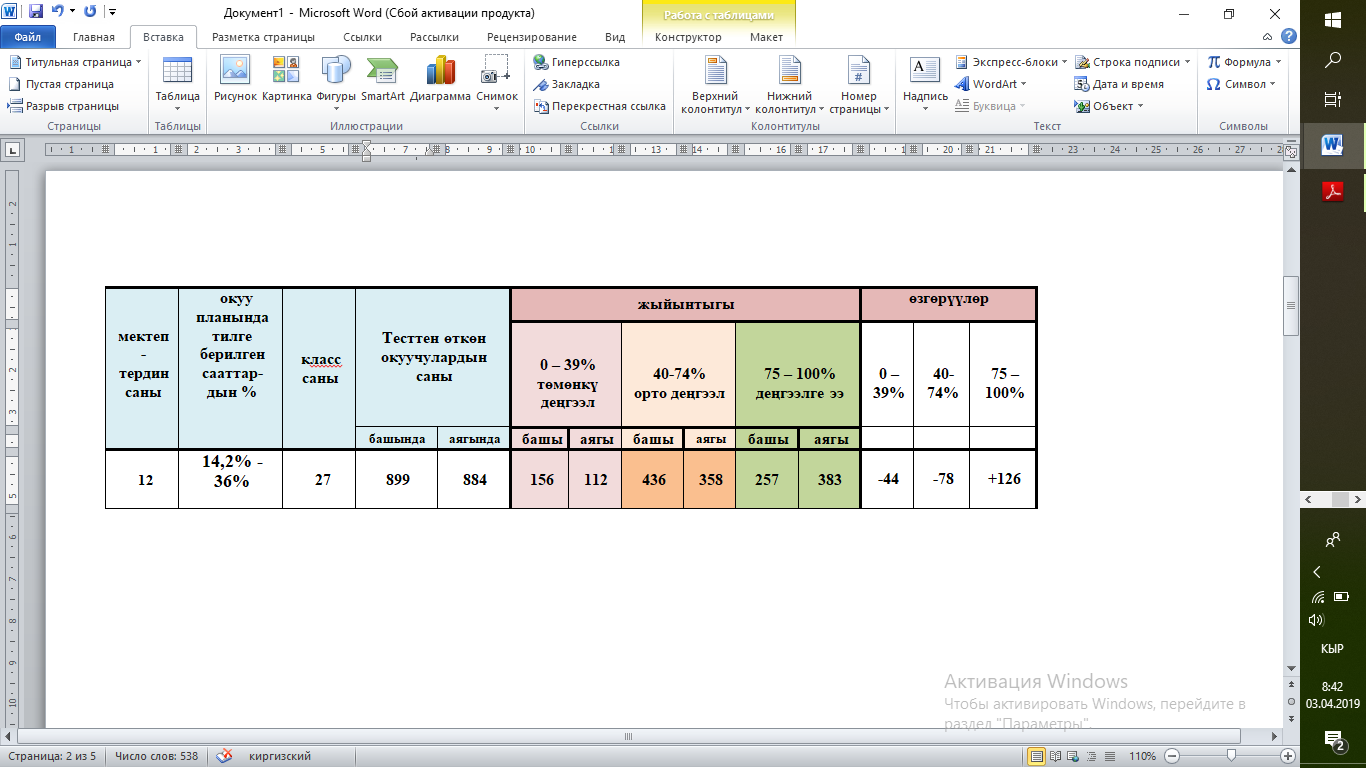 Документ1 - Microsoft Word (Сбой активации продукта)
Работа с таблицами
Файл Главная Вставка Разметка страницы Ссылки Рассылки Рецензирование Вид Конструктор Макет
Титульная страница
Пустая страница
Разрыв страницы
Страницы
Таблица
Таблицы
Рисунок Картинка Фигуры SmartArt Диаграмма Снимок
Иллюстрации
Гиперссылка
Закладка
Перекрестная ссылка
Ссылки
Верхний колонтитул
Нижний колонтитул
Номер страницы
Колонтитулы
Надпись
Экспресс-блоки
WordArt
Буквица
Строка подписи
Дата и время
Объект
Текст
Формула
Символ
Символы
мектеп
-
тердин
саны
окуу
планында
тилге
берилген
сааттар-
дын %
класс
саны
Тесттен өткөн
окуучулардын
саны
жыйынтыгы
өзгөрүүлөр
0 – 39%
төмөнкү
деңгээл
40-74%
орто деңгээл
75 – 100%
деңгээлге ээ
0 –
39%
40-
74%
75 –
100%
башында аягында башы аягы башы аягы башы аягы
12 14,2% -
36% 27 899 884 156 112 436 358 257 383 -44 -78 +126
Активация Windows
Чтобы активировать Windows, перейдите в
раздел "Параметры".
Страница: 2 из 5 Число слов: 538 киргизский 110%
КЫР
8:42
03.04.2019
2